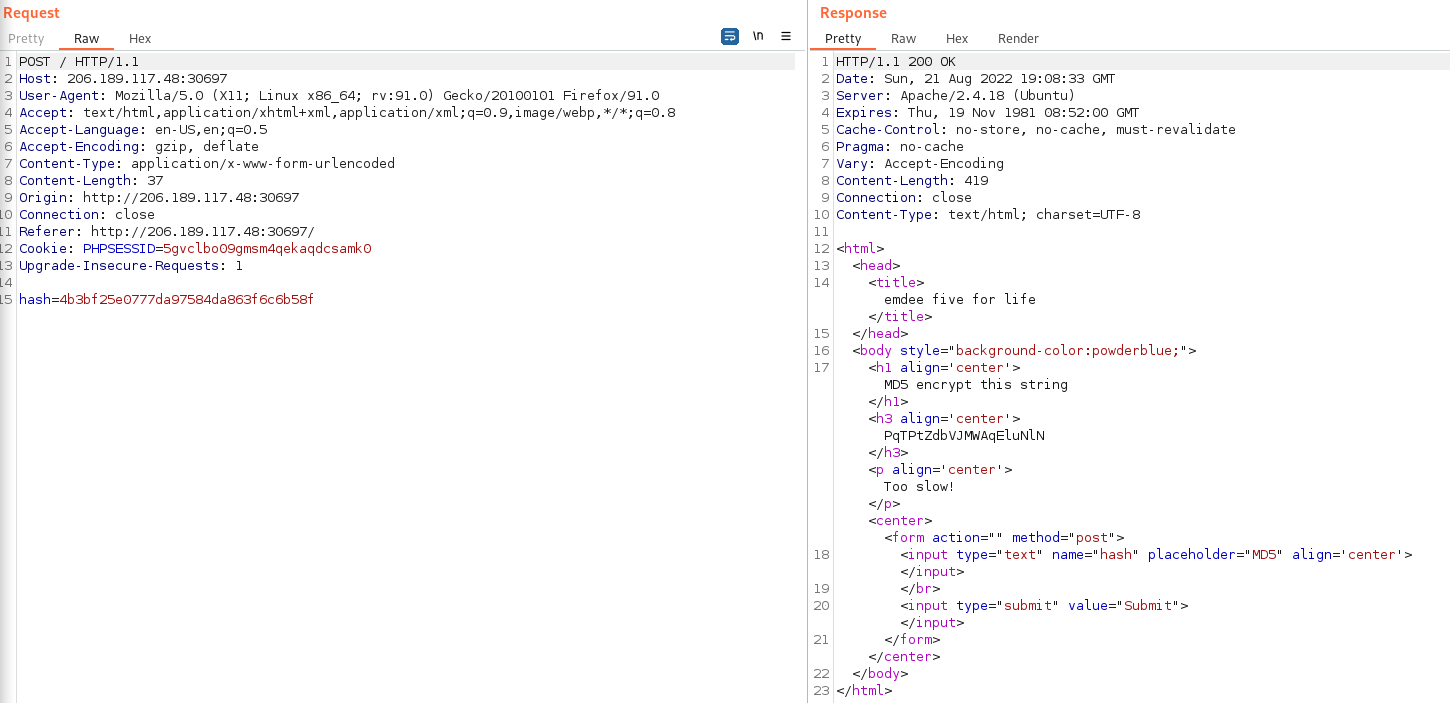 Request
Pretty Raw Hex \n ≡
1 POST / HTTP/1.1
2 Host: 206.189.117.48:30697
3 User-Agent: Mozilla/5.0 (X11; Linux x86_64; rv:91.0) Gecko/20100101 Firefox/91.0
4 Accept: text/html,application/xhtml+xml,application/xml;q=0.9,image/webp,*/*;q=0.8
5 Accept-Language: en-US,en;q=0.5
6 Accept-Encoding: gzip, deflate
7 Content-Type: application/x-www-form-urlencoded
8 Content-Length: 37
9 Origin: http://206.189.117.48:30697
10 Connection: close
11 Referer: http://206.189.117.48:30697/
12 Cookie: PHPSESSID=5gvclbo09gmsm4qekaqdcsamk0
13 Upgrade-Insecure-Requests: 1
14
15 hash=4b3bf25e0777da97584da863f6c6b58f
Response
Pretty Raw Hex Render
1 HTTP/1.1 200 OK
2 Date: Sun, 21 Aug 2022 19:08:33 GMT
3 Server: Apache/2.4.18 (Ubuntu)
4 Expires: Thu, 19 Nov 1981 08:52:00 GMT
5 Cache-Control: no-store, no-cache, must-revalidate
6 Pragma: no-cache
7 Vary: Accept-Encoding
8 Content-Length: 419
9 Connection: close
10 Content-Type: text/html; charset=UTF-8
11
12 <html>
13 <head>
14 <title>
emdee five for life
</title>
15 </head>
16 <body style="background-color:powderblue;">
17 <h1 align='center'>
MD5 encrypt this string
</h1>
<h3 align='center'>
PqTPtZdbVJMWAqEluNlN
</h3>
<p align='center'>
Too slow!
</p>
<center>
<form action="" method="post">
18 <input type="text" name="hash" placeholder="MD5" align='center'>
</input>
19 </br>
20 <input type="submit" value="Submit">
</input>
21 </form>
</center>
22 </body>
23 </html>